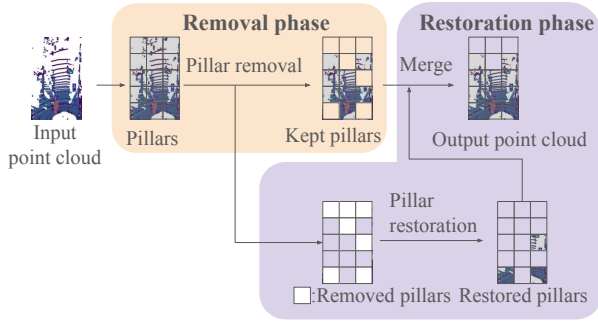 Removal phase
Restoration phase
Pillar removal
Merge
Input
point cloud
Pillars
Kept pillars
Output point cloud
Pillar
restoration
:Removed pillars
Restored pillars